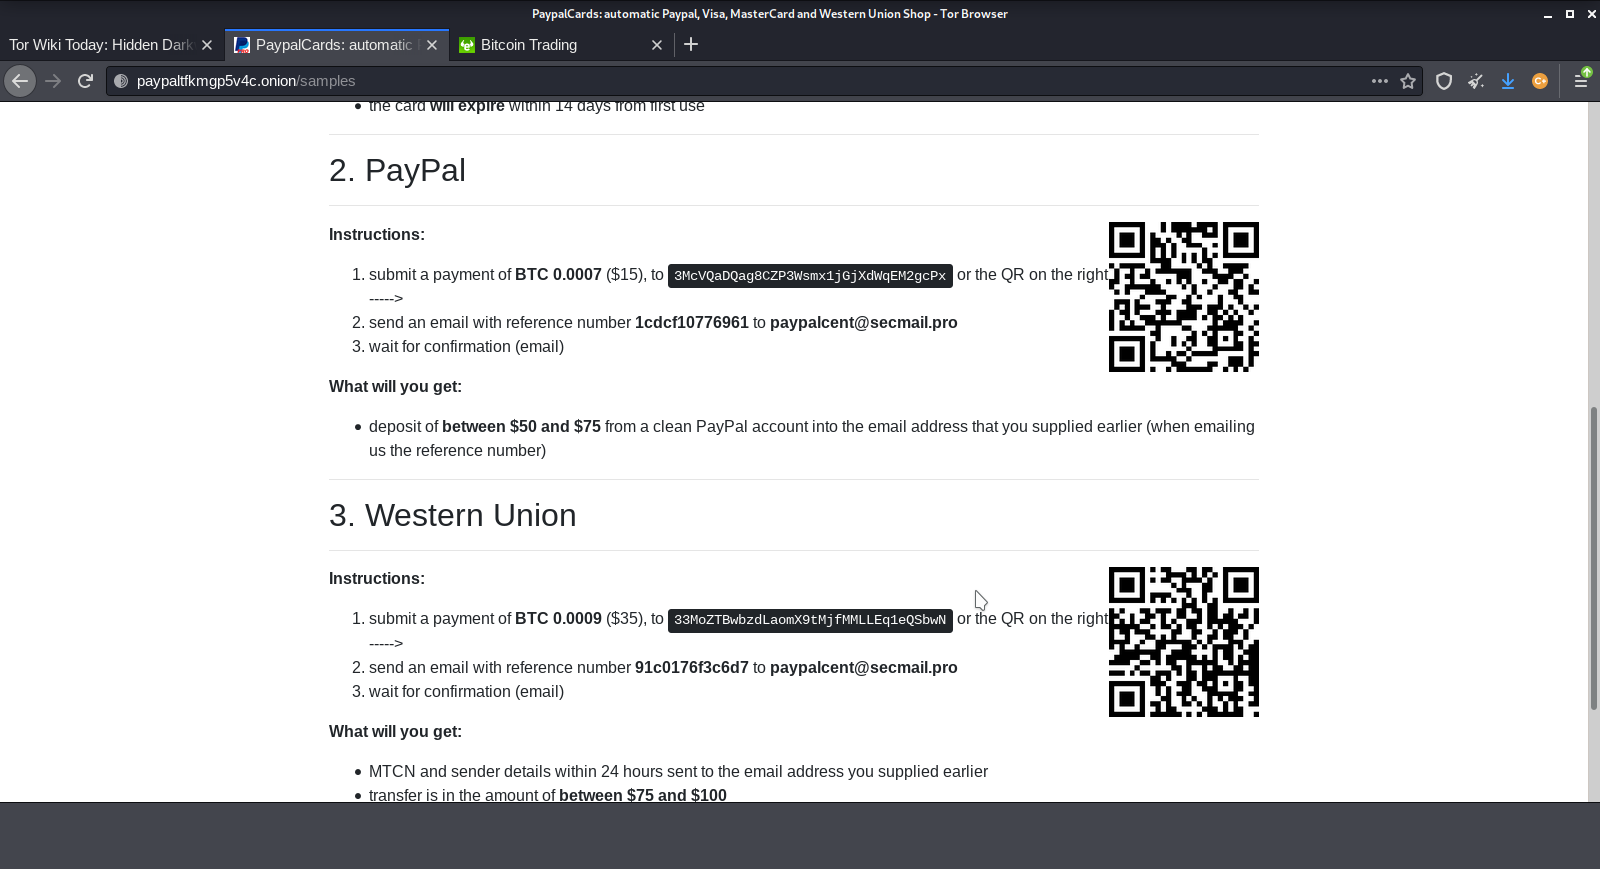 PaypalCards: automatic Paypal, Visa, MasterCard and Western Union Shop - Tor Browser
Tor Wiki Today: Hidden Dark
PaypalCards: automatic
Bitcoin Trading
paypaltfkmgp5v4c.onion/samples
• the card will expire within 14 days from first use
2. PayPal
Instructions:
1. submit a payment of BTC 0.0007 ($15), to 3McVQaDQag8CZP3Wsmx1jGjXdWqEM2gcPx or the QR on the right
----->
2. send an email with reference number 1cdcf10776961 to paypalcent@secmail.pro
3. wait for confirmation (email)
What will you get:
• deposit of between $50 and $75 from a clean PayPal account into the email address that you supplied earlier (when emailing
us the reference number)
3. Western Union
Instructions:
1. submit a payment of BTC 0.0009 ($35), to 33MoZTBwbzdLaomX9tMjfMMLLEq1eQSbwN or the QR on the right
----->
2. send an email with reference number 91c0176f3c6d7 to paypalcent@secmail.pro
3. wait for confirmation (email)
What will you get:
• MTCN and sender details within 24 hours sent to the email address you supplied earlier
• transfer is in the amount of between $75 and $100